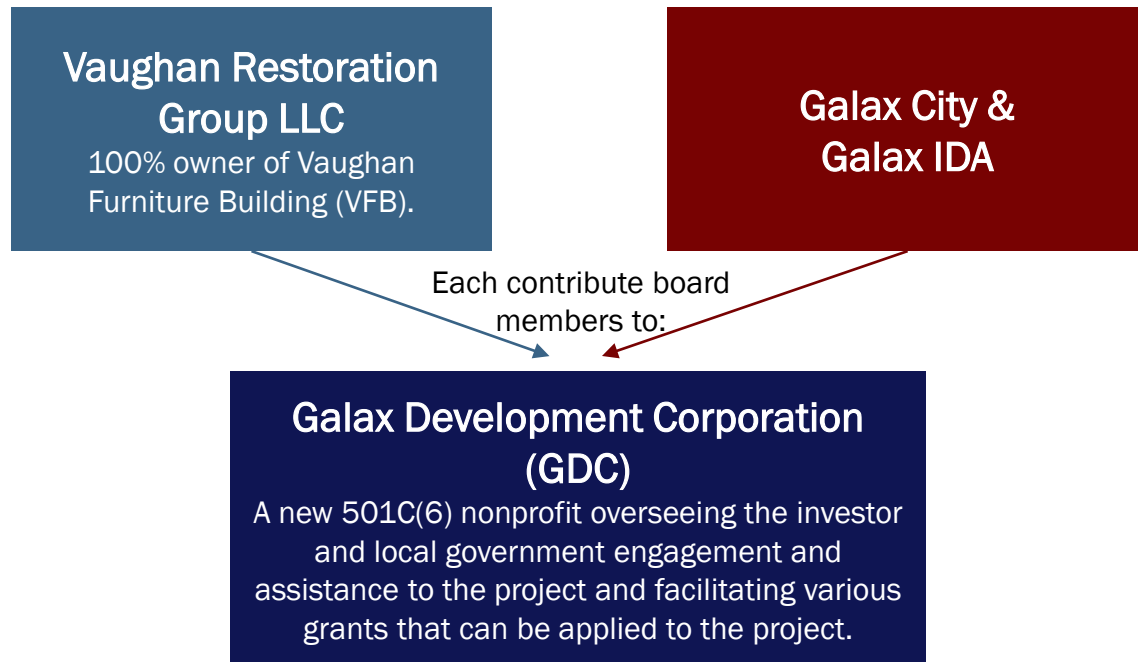 Vaughan Restoration
Group LLC
100% owner of Vaughan
Furniture Building (VFB).
Galax City &
Galax IDA
Each contribute board
members to:
Galax Development Corporation
(GDC)
A new 501C(6) nonprofit overseeing the investor
and local government engagement and
assistance to the project and facilitating various
grants that can be applied to the project.